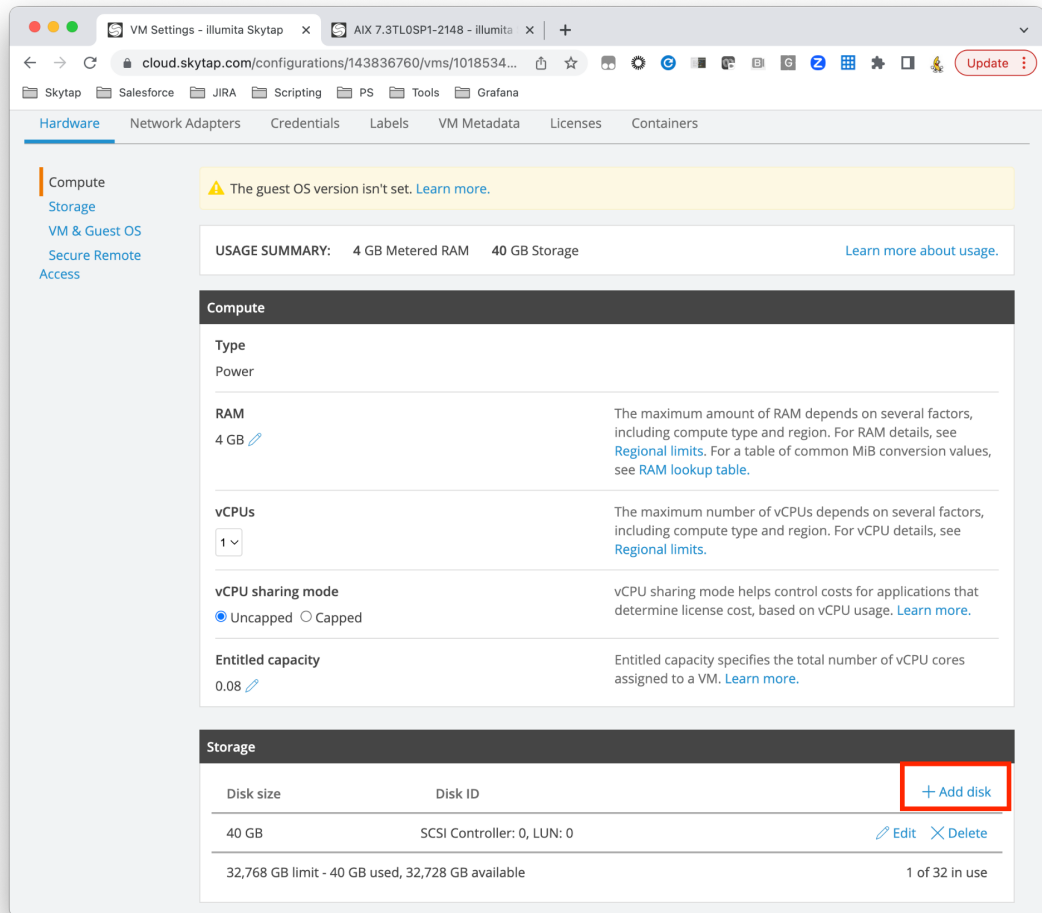 VM Settings - illumita Skytap
AIX 7.3TL0SP1-2148 - illumita
cloud.skytap.com/configurations/143836760/vms/1018534...
Update
Skytap
Salesforce
JIRA
Scripting
PS
Tools
Grafana
Hardware
Network Adapters
Credentials
Labels
VM Metadata
Licenses
Containers
Compute
Storage
VM & Guest OS
Secure Remote
Access
The guest OS version isn't set. Learn more.
USAGE SUMMARY: 4 GB Metered RAM 40 GB Storage
Learn more about usage.
Compute
Type
Power
RAM
4 GB
The maximum amount of RAM depends on several factors,
including compute type and region. For RAM details, see
Regional limits. For a table of common MiB conversion values,
see RAM lookup table.
vCPUs
1
The maximum number of vCPUs depends on several factors,
including compute type and region. For vCPU details, see
Regional limits.
vCPU sharing mode
Uncapped Capped
vCPU sharing mode helps control costs for applications that
determine license cost, based on vCPU usage. Learn more.
Entitled capacity
0.08
Entitled capacity specifies the total number of vCPU cores
assigned to a VM. Learn more.
Storage
Disk size Disk ID + Add disk
40 GB SCSI Controller: 0, LUN: 0 Edit Delete
32,768 GB limit - 40 GB used, 32,728 GB available 1 of 32 in use